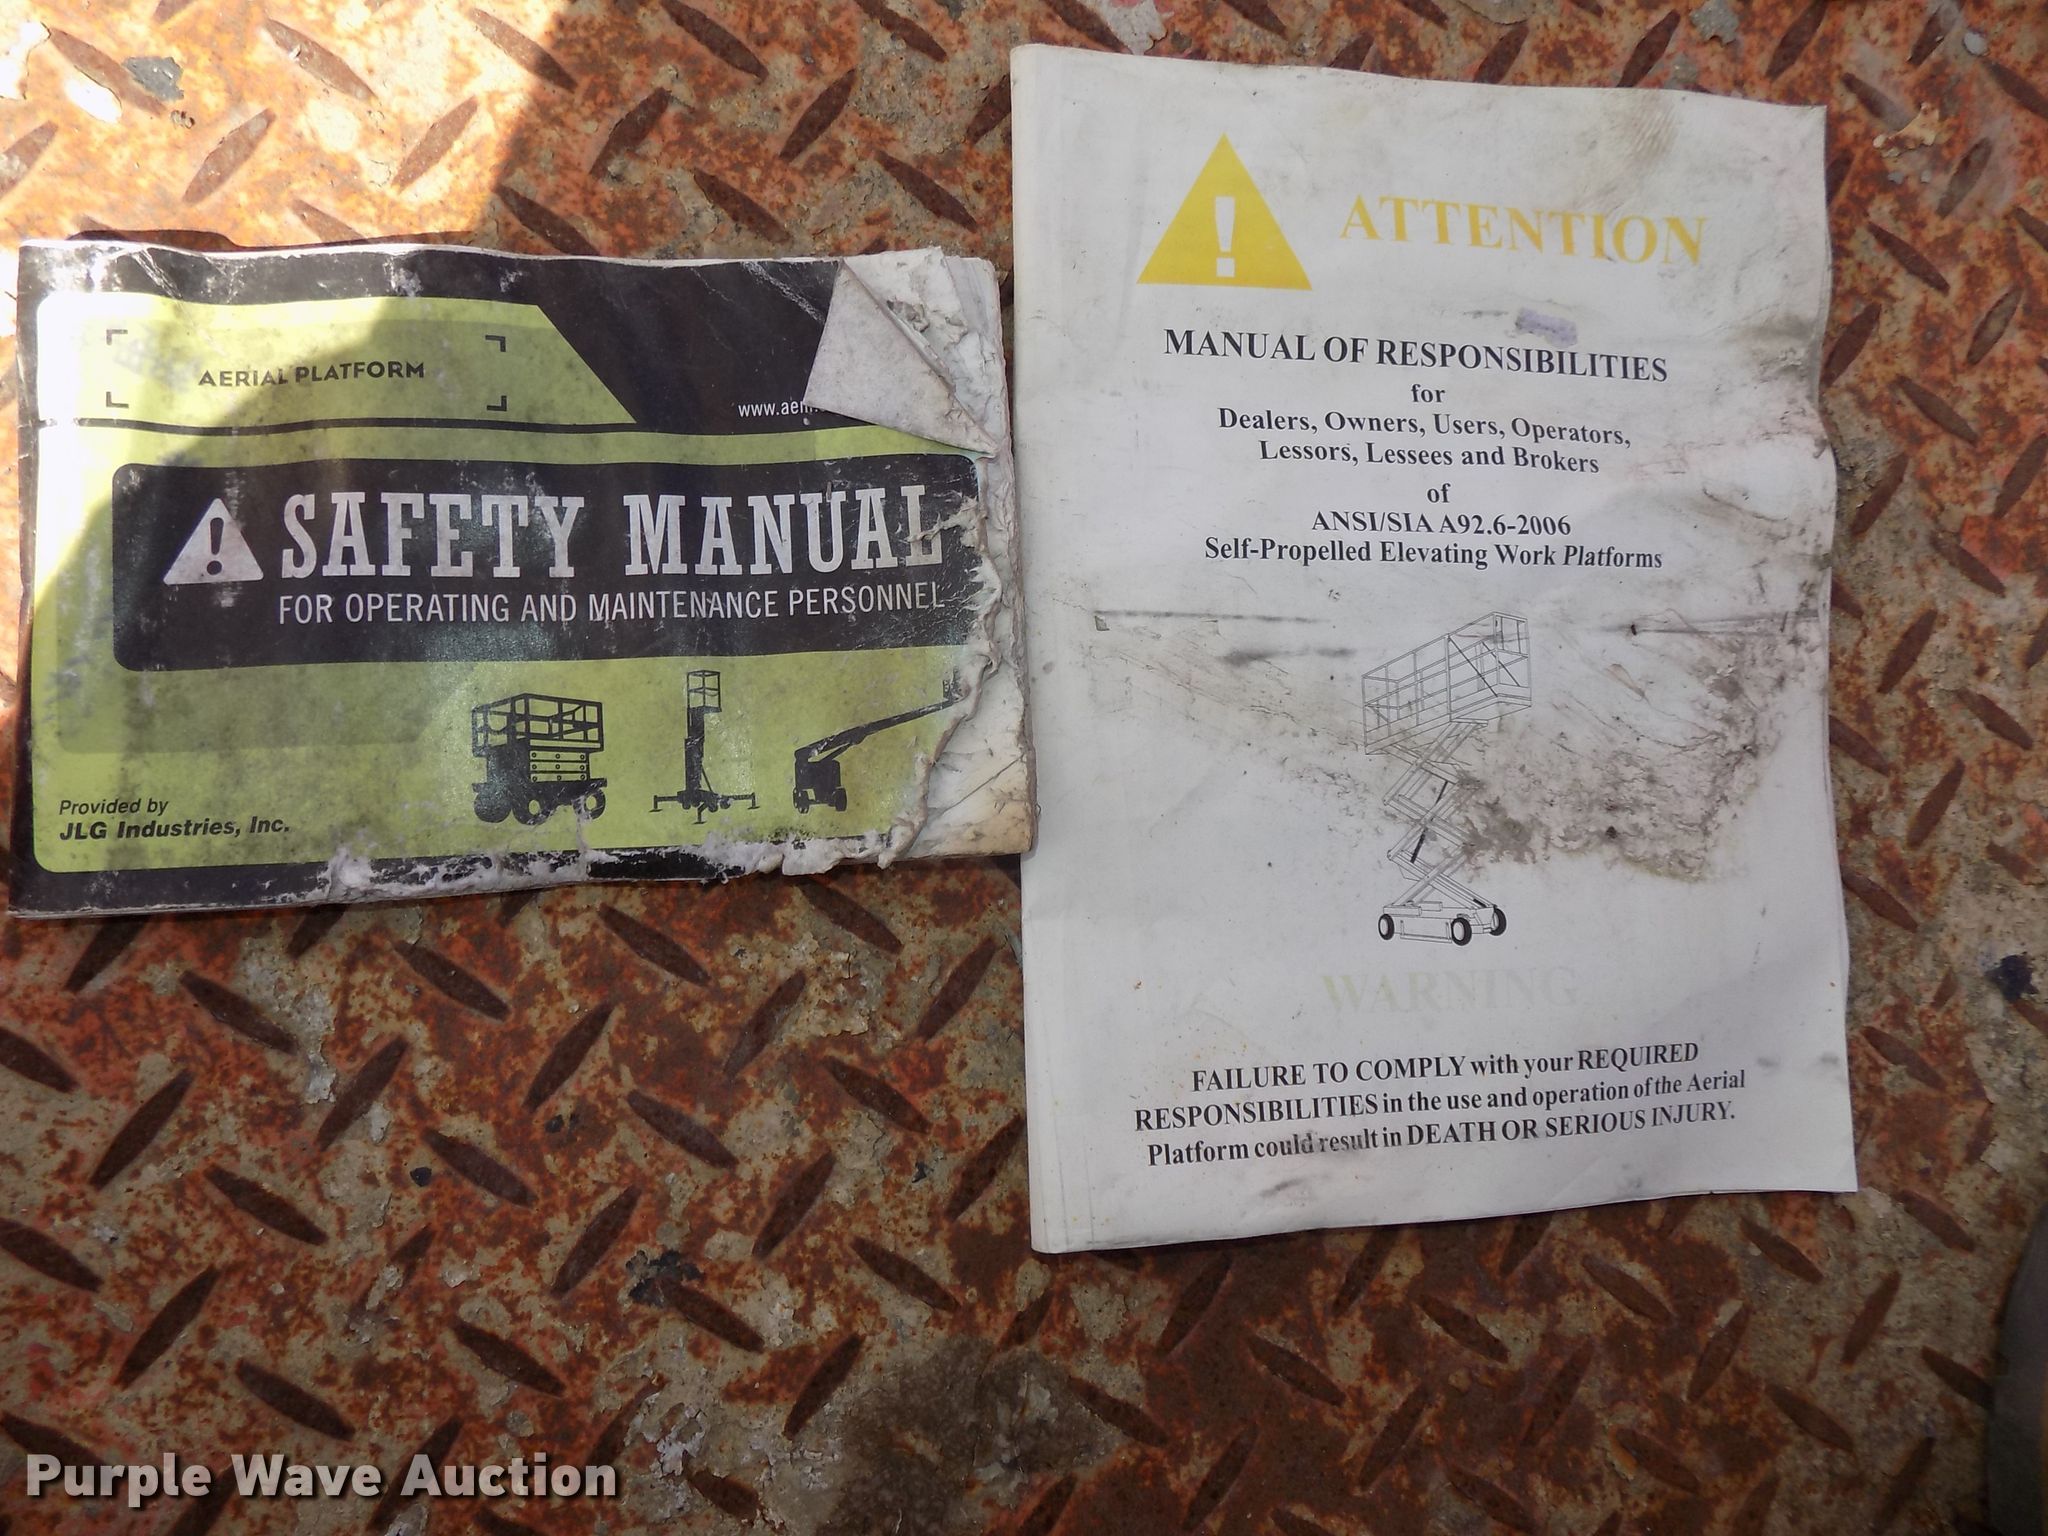 AERIAL PLATFORM
www.aem.
SAFETY MANUAL
FOR OPERATING AND MAINTENANCE PERSONNEL
Provided by
JLG Industries, Inc.
ATTENTION
MANUAL OF RESPONSIBILITIES
for
Dealers, Owners, Users, Operators,
Lessors, Lessees and Brokers
of
ANSI/SIA A92.6-2006
Self-Propelled Elevating Work Platforms
WARNING
FAILURE TO COMPLY with your REQUIRED
RESPONSIBILITIES in the use and operation of the Aerial
Platform could result in DEATH OR SERIOUS INJURY.
Purple Wave Auction